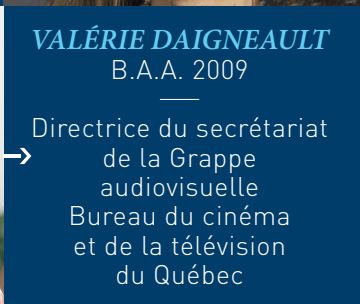 VALÉRIE DAIGNEAULT
B.A.A. 2009
Directrice du secrétariat
de la Grappe
audiovisuelle
Bureau du cinéma
et de la télévision
du Québec